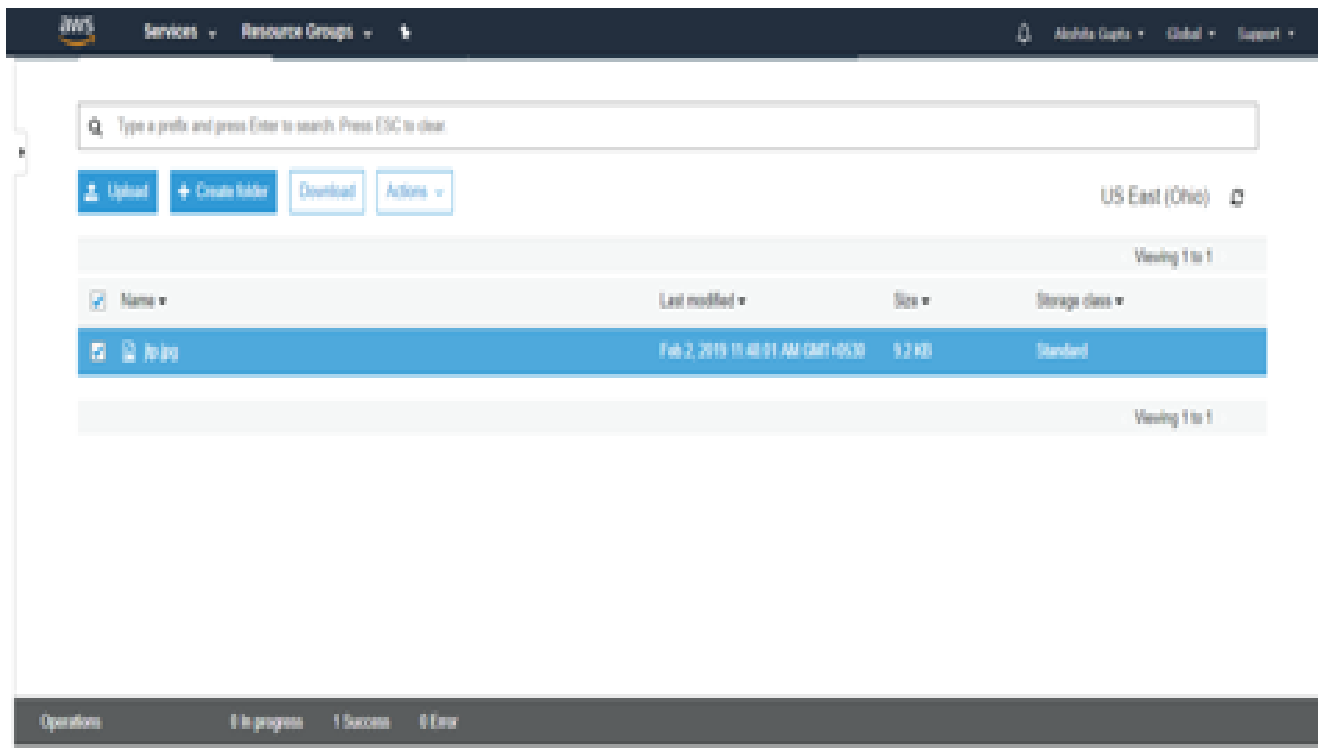 aws Services Resource Groups Akshita Gupta Global Support
Type a prefix and press Enter to search. Press ESC to clear.
Upload Create folder Download Actions US East (Ohio)
Viewing 1 to 1
Name Last modified Size Storage class
jtp.jpg Feb 2, 2019 11:40:01 AM GMT+0530 9.2 KB Standard
Viewing 1 to 1
Operations 0 In progress 1 Success 0 Error